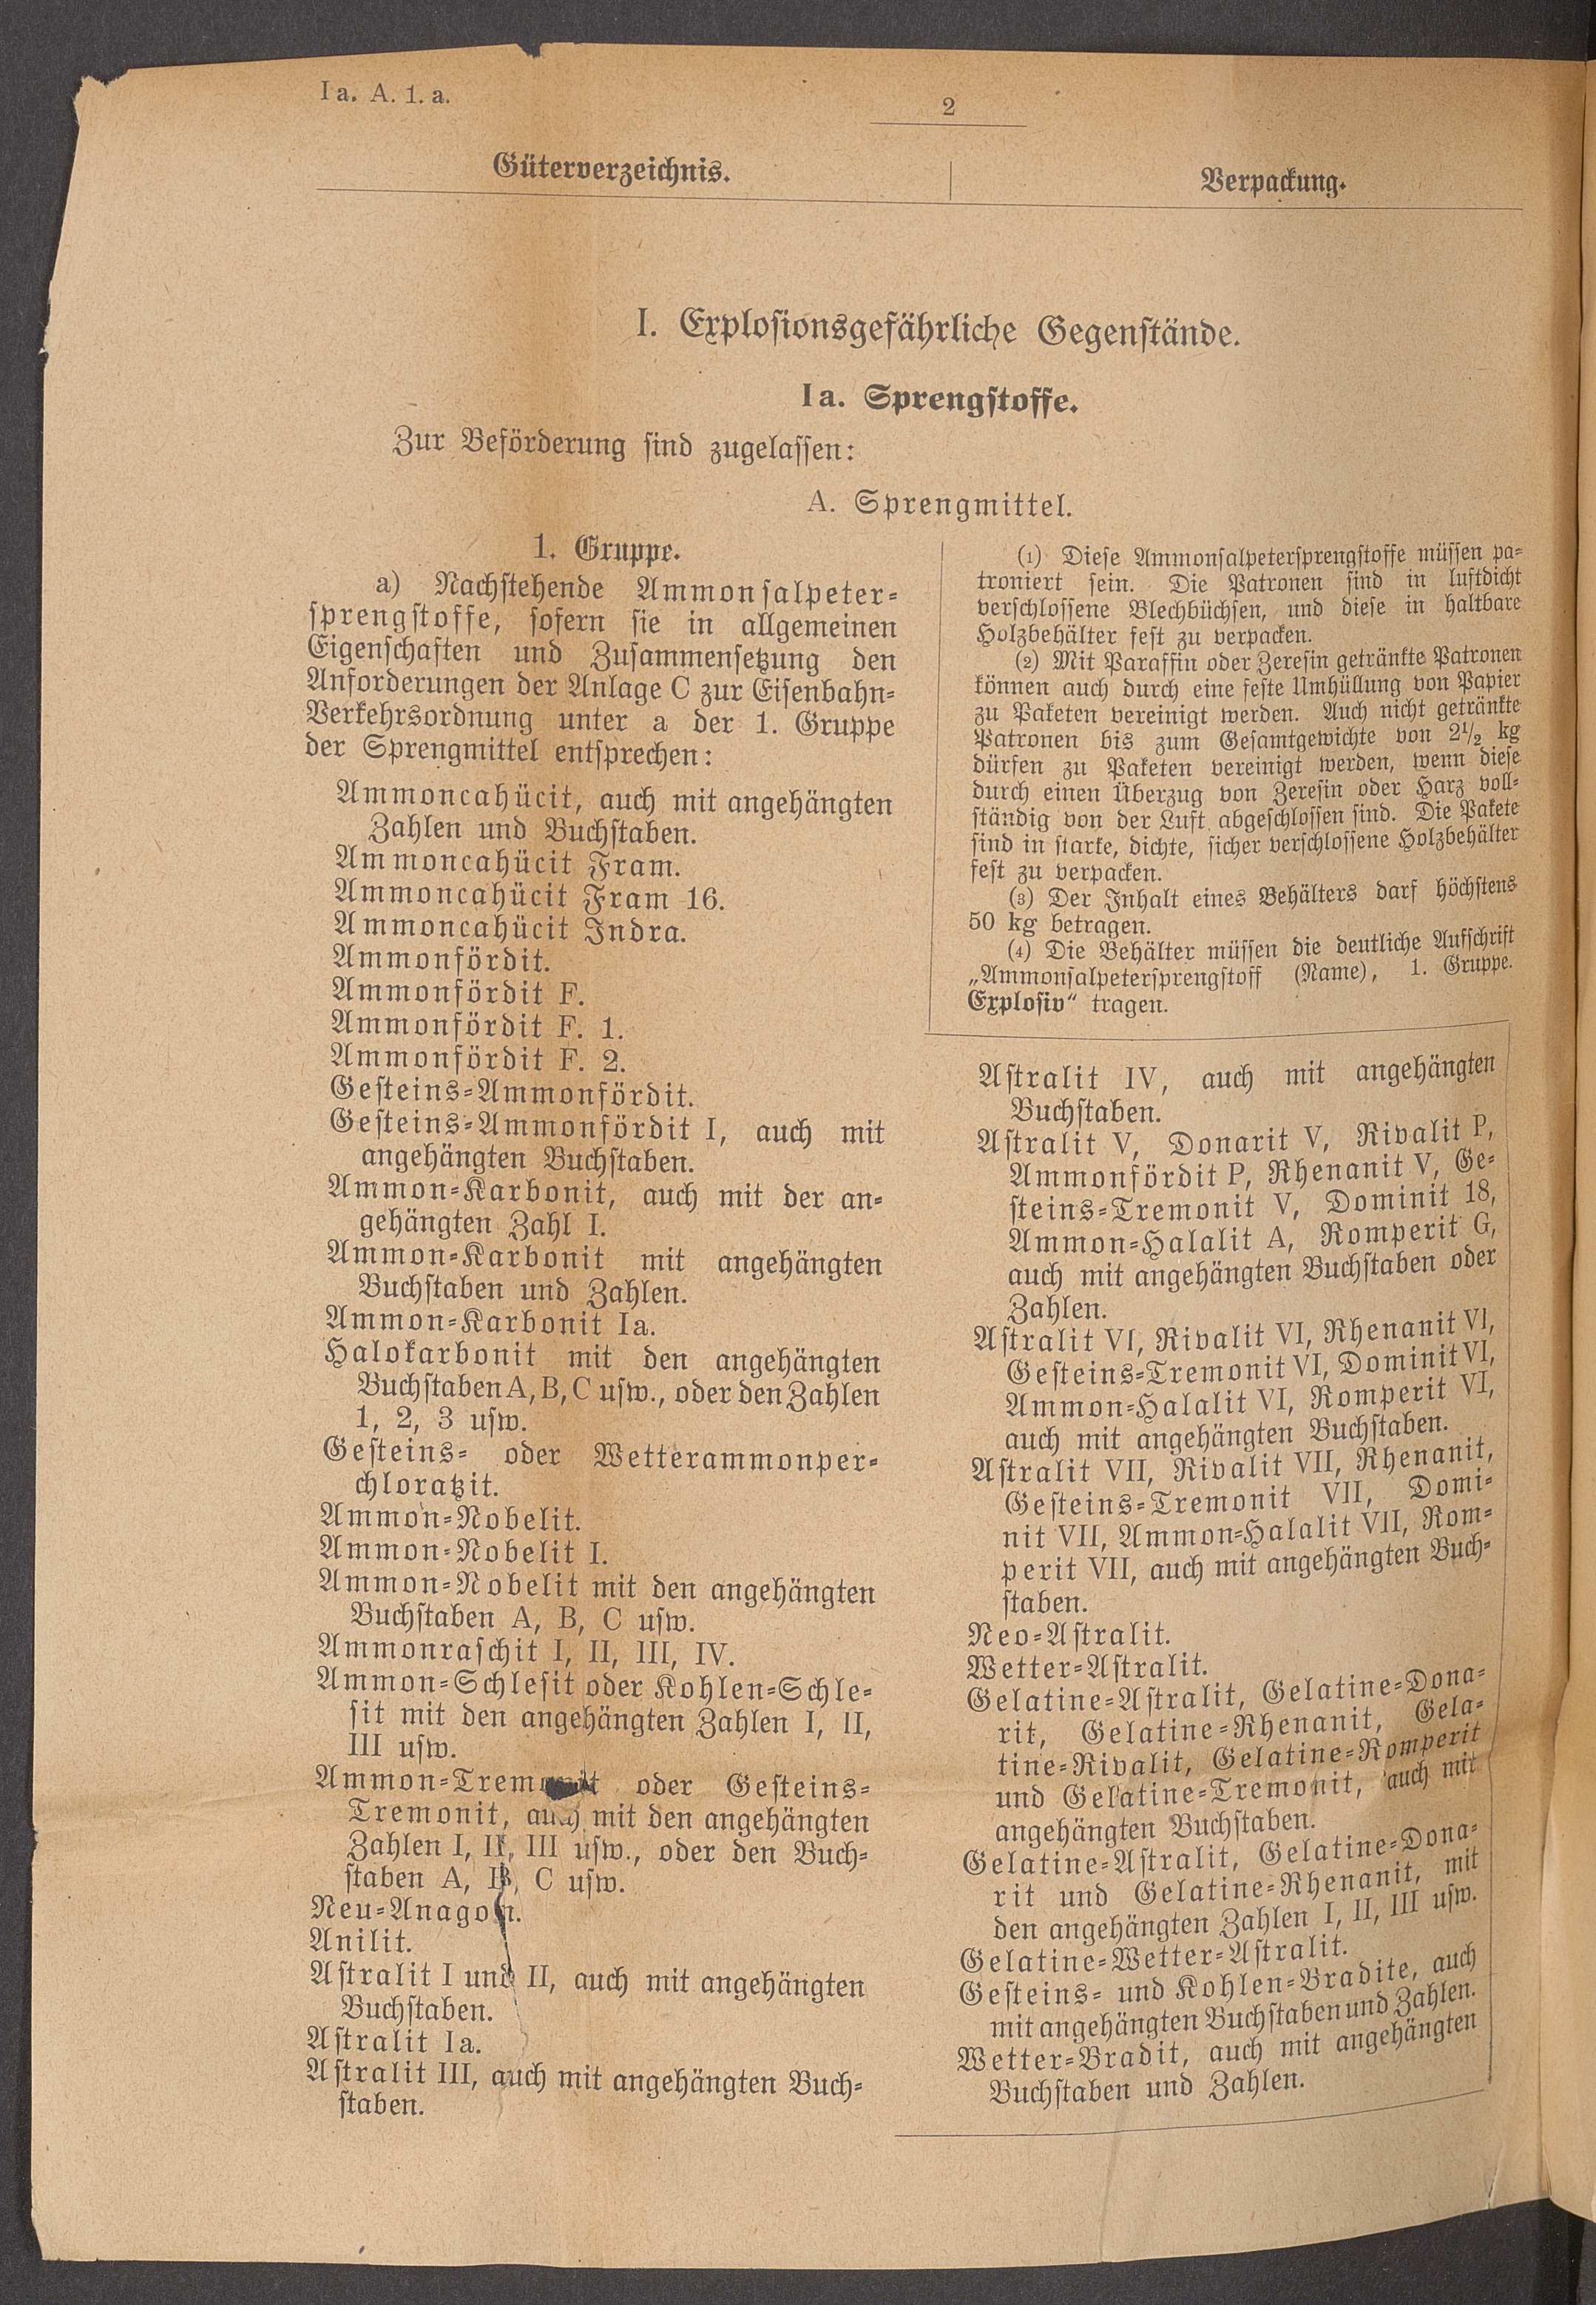 Ia. A. 1. a.
2
Güterverzeichnis.
Verpackung.
I. Explosionsgefährliche Gegenstände.
Ia. Sprengstoffe.
Zur Beförderung sind zugelassen:
A. Sprengmittel.
1. Gruppe.
a) Nachstehende Ammonsalpeter-
sprengstoffe, sofern sie in allgemeinen
Eigenschaften und Zusammensetzung den
Anforderungen der Anlage C zur Eisenbahn-
Verkehrsordnung unter a der 1. Gruppe
der Sprengmittel entsprechen:
Ammoncahücit, auch mit angehängten
Zahlen und Buchstaben.
Ammoncahücit Fram.
Ammoncahücit Fram 16.
Ammoncahücit Indra.
Ammonfördit.
Ammonfördit F.
Ammonfördit F. 1.
Ammonfördit F. 2.
Gesteins-Ammonfördit.
Gesteins-Ammonfördit I, auch mit
angehängten Buchstaben.
Ammon-Karbonit, auch mit der an-
gehängten Zahl I.
Ammon-Karbonit mit angehängten
Buchstaben und Zahlen.
Ammon-Karbonit Ia.
Halokarbonit mit den angehängten
Buchstaben A, B, C usw., oder den Zahlen
1, 2, 3 usw.
Gesteins- oder Wetterammonper-
chloratzit.
Ammon-Nobelit.
Ammon-Nobelit I.
Ammon-Nobelit mit den angehängten
Buchstaben A, B, C usw.
Ammonraschit I, II, III, IV.
Ammon-Schlesit oder Kohlen-Schle-
sit mit den angehängten Zahlen I, II,
III usw.
Ammon-Tremonit oder Gesteins-
Tremonit, auch mit den angehängten
Zahlen I, II, III usw., oder den Buch-
staben A, B, C usw.
Neu-Anagon.
Anilit.
Astralit I und II, auch mit angehängten
Buchstaben.
Astralit Ia.
Astralit III, auch mit angehängten Buch-
staben.
(1) Diese Ammonsalpetersprengstoffe müssen pa-
troniert sein. Die Patronen sind in luftdicht
verschlossene Blechbüchsen, und diese in haltbare
Holzbehälter fest zu verpacken.
(2) Mit Paraffin oder Zeresin getränkte Patronen
können auch durch eine feste Umhüllung von Papier
zu Paketen vereinigt werden. Auch nicht getränkte
Patronen bis zum Gesamtgewichte von 2½ kg
dürfen zu Paketen vereinigt werden, wenn diese
durch einen Überzug von Zeresin oder Harz voll-
ständig von der Luft abgeschlossen sind. Die Pakete
sind in starke, dichte, sicher verschlossene Holzbehälter
fest zu verpacken.
(3) Der Inhalt eines Behälters darf höchstens
50 kg betragen.
(4) Die Behälter müssen die deutliche Aufschrift
„Ammonsalpetersprengstoff (Name), 1. Gruppe.
Explosiv“ tragen.
Astralit IV, auch mit angehängten
Buchstaben.
Astralit V, Donarit V, Rivalit P,
Ammonfördit P, Rhenanit V, Ge-
steins-Tremonit V, Dominit 18,
Ammon-Halalit A, Romperit G,
auch mit angehängten Buchstaben oder
Zahlen.
Astralit VI, Rivalit VI, Rhenanit VI,
Gesteins-Tremonit VI, Dominit VI,
Ammon-Halalit VI, Romperit VI,
auch mit angehängten Buchstaben.
Astralit VII, Rivalit VII, Rhenanit,
Gesteins-Tremonit VII, Domi-
nit VII, Ammon-Halalit VII, Rom-
perit VII, auch mit angehängten Buch-
staben.
Neo-Astralit.
Wetter-Astralit.
Gelatine-Astralit, Gelatine-Dona-
rit, Gelatine-Rhenanit, Gela-
tine-Rivalit, Gelatine-Romperit
und Gelatine-Tremonit, auch mit
angehängten Buchstaben.
Gelatine-Astralit, Gelatine-Dona-
rit und Gelatine-Rhenanit, mit
den angehängten Zahlen I, II, III usw.
Gelatine-Wetter-Astralit.
Gesteins- und Kohlen-Bradite, auch
mit angehängten Buchstaben und Zahlen.
Wetter-Bradit, auch mit angehängten
Buchstaben und Zahlen.